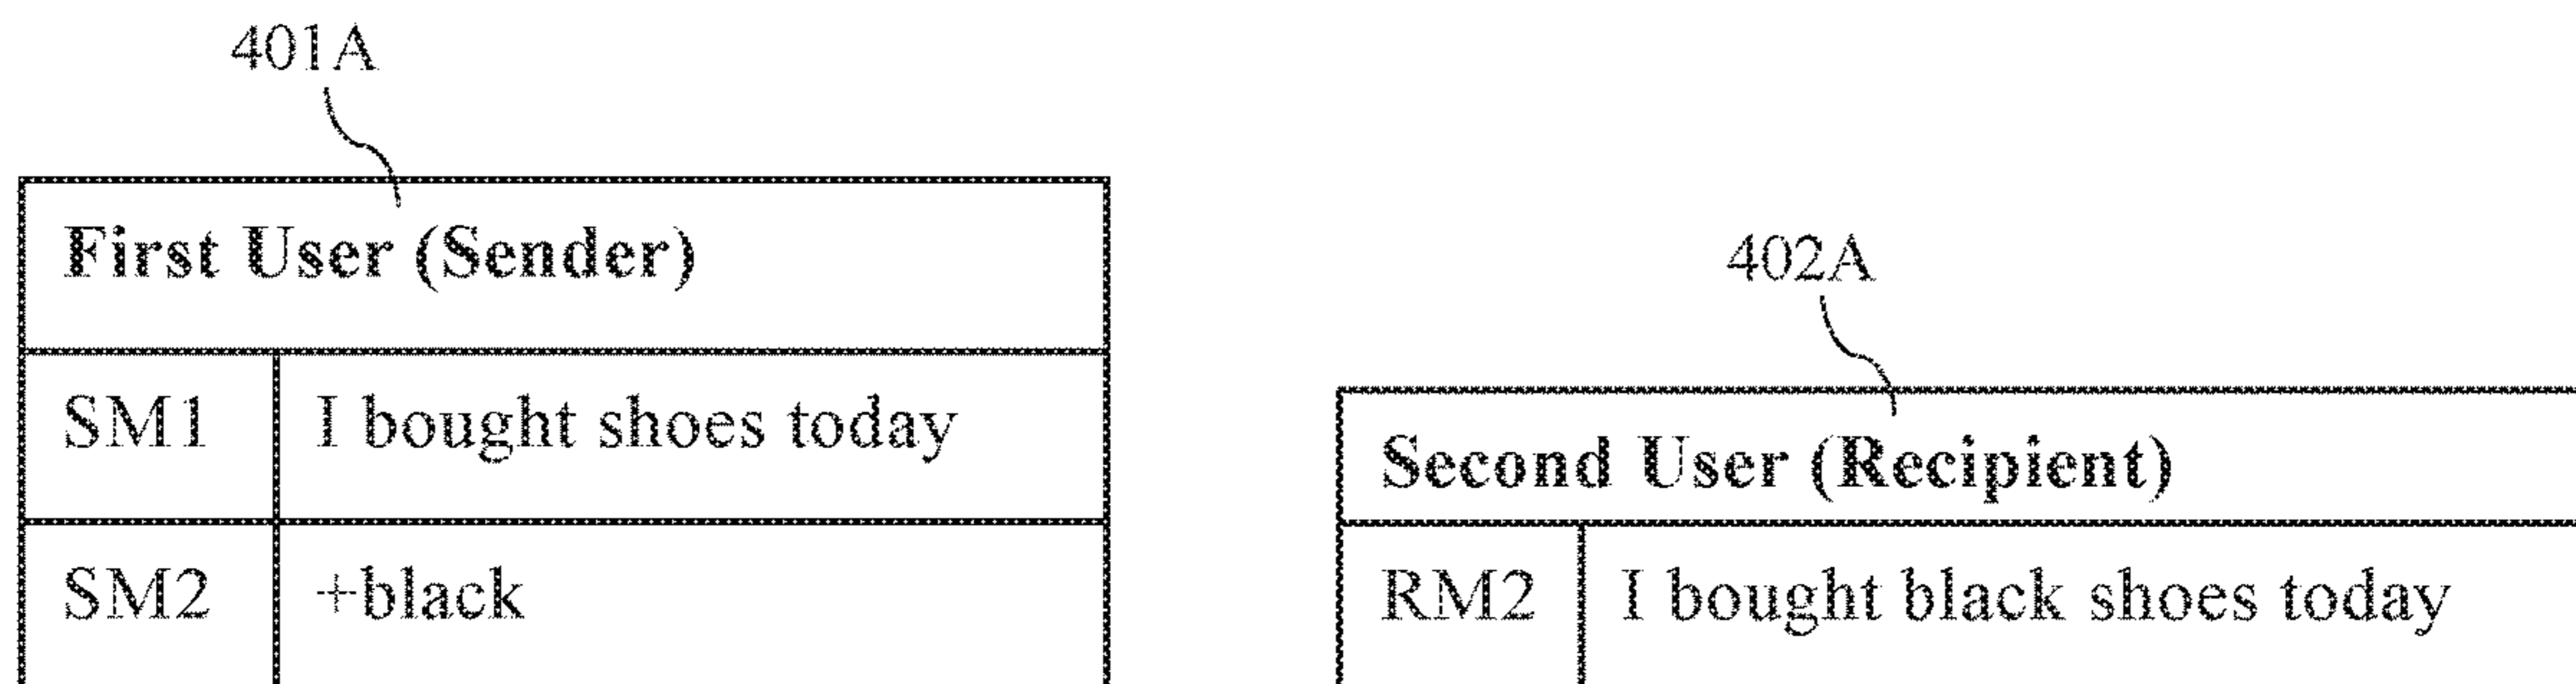 401A
First User (Sender)
SM1 I bought shoes today
SM2 +black
402A
Second User (Recipient)
RM2 I bought black shoes today